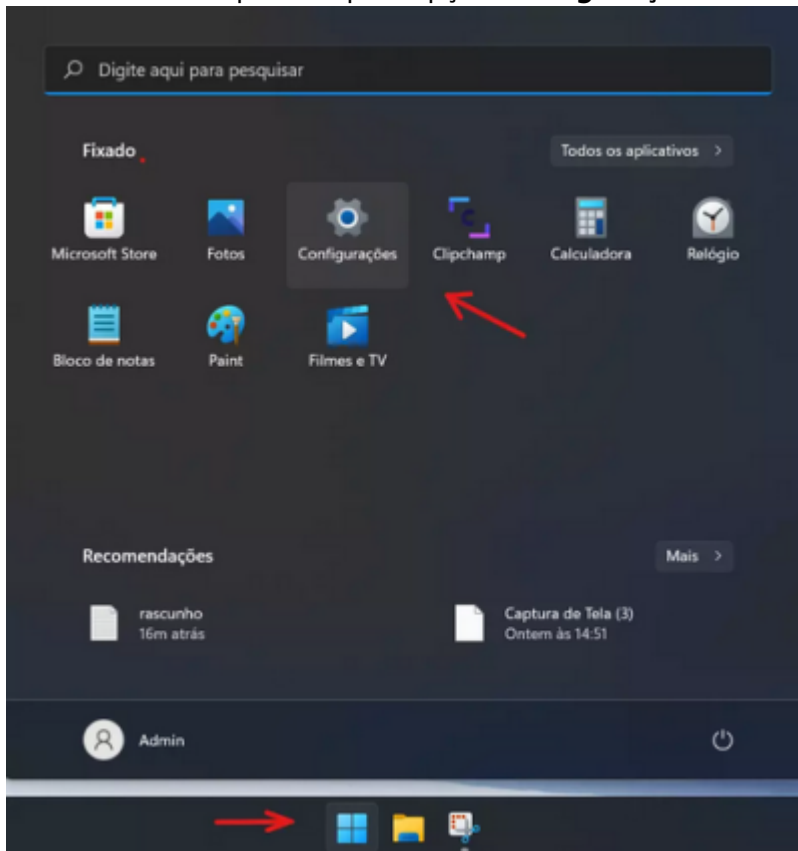 Digite aqui para pesquisar
Fixado
Todos os aplicativos >
Microsoft Store
Fotos
Configurações
Clipchamp
Calculadora
Relógio
Bloco de notas
Paint
Filmes e TV
Recomendações
Mais >
rascunho
16m atrás
Captura de Tela (3)
Ontem às 14:51
Admin